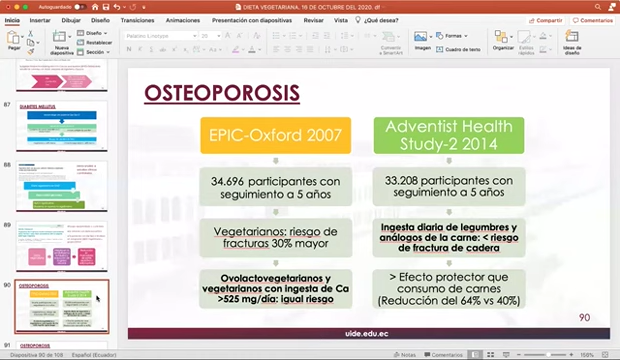 Autoguardado
DIETA VEGETARIANA, 19 DE OCTUBRE DEL 2020. df
Inicio Insertar Dibujar Diseño Transiciones Animaciones Presentación con diapositivas Revisar Vista ¿Qué desea?
Compartir Comentarios
Pegar
Nueva diapositiva
Diseño
Restablecer
Sección
Palatino Linotype
Convertir a SmartArt
Imagen
Formas
Cuadro de texto
Organizar
Estilos rápidos
Ideas de diseño
87
DIABETES MELLITUS
88
89
90
OSTEOPOROSIS
91
OSTEOPOROSIS
EPIC-Oxford 2007
34.696 participantes con
seguimiento a 5 años
Vegetarianos: riesgo de
fracturas 30% mayor
Ovolactovegetarianos y
vegetarianos con ingesta de Ca
>525 mg/día: igual riesgo
Adventist Health
Study-2 2014
33.208 participantes con
seguimiento a 5 años
Ingesta diaria de legumbres y
análogos de la carne: < riesgo
de fractura de cadera
> Efecto protector que
consumo de carnes
(Reducción del 64% vs 40%)
90
uide.edu.ec
Diapositiva 90 de 108 Español (Ecuador)
Notas Comentarios 158%